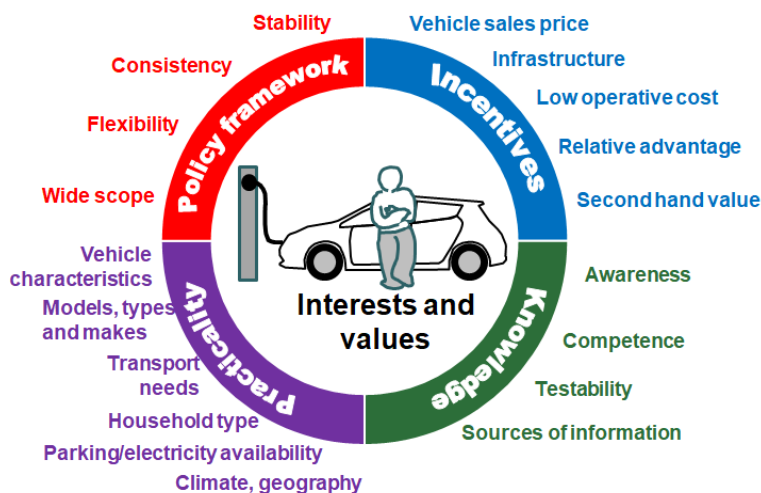 Stability
Consistency
Flexibility
Wide scope
Policy framework
Vehicle sales price
Infrastructure
Low operative cost
Relative advantage
Second hand value
Incentives
Vehicle
characteristics
Models, types
and makes
Transport
needs
Household type
Parking/electricity availability
Climate, geography
Practicality
Awareness
Competence
Testability
Sources of information
Knowledge
Interests and
values